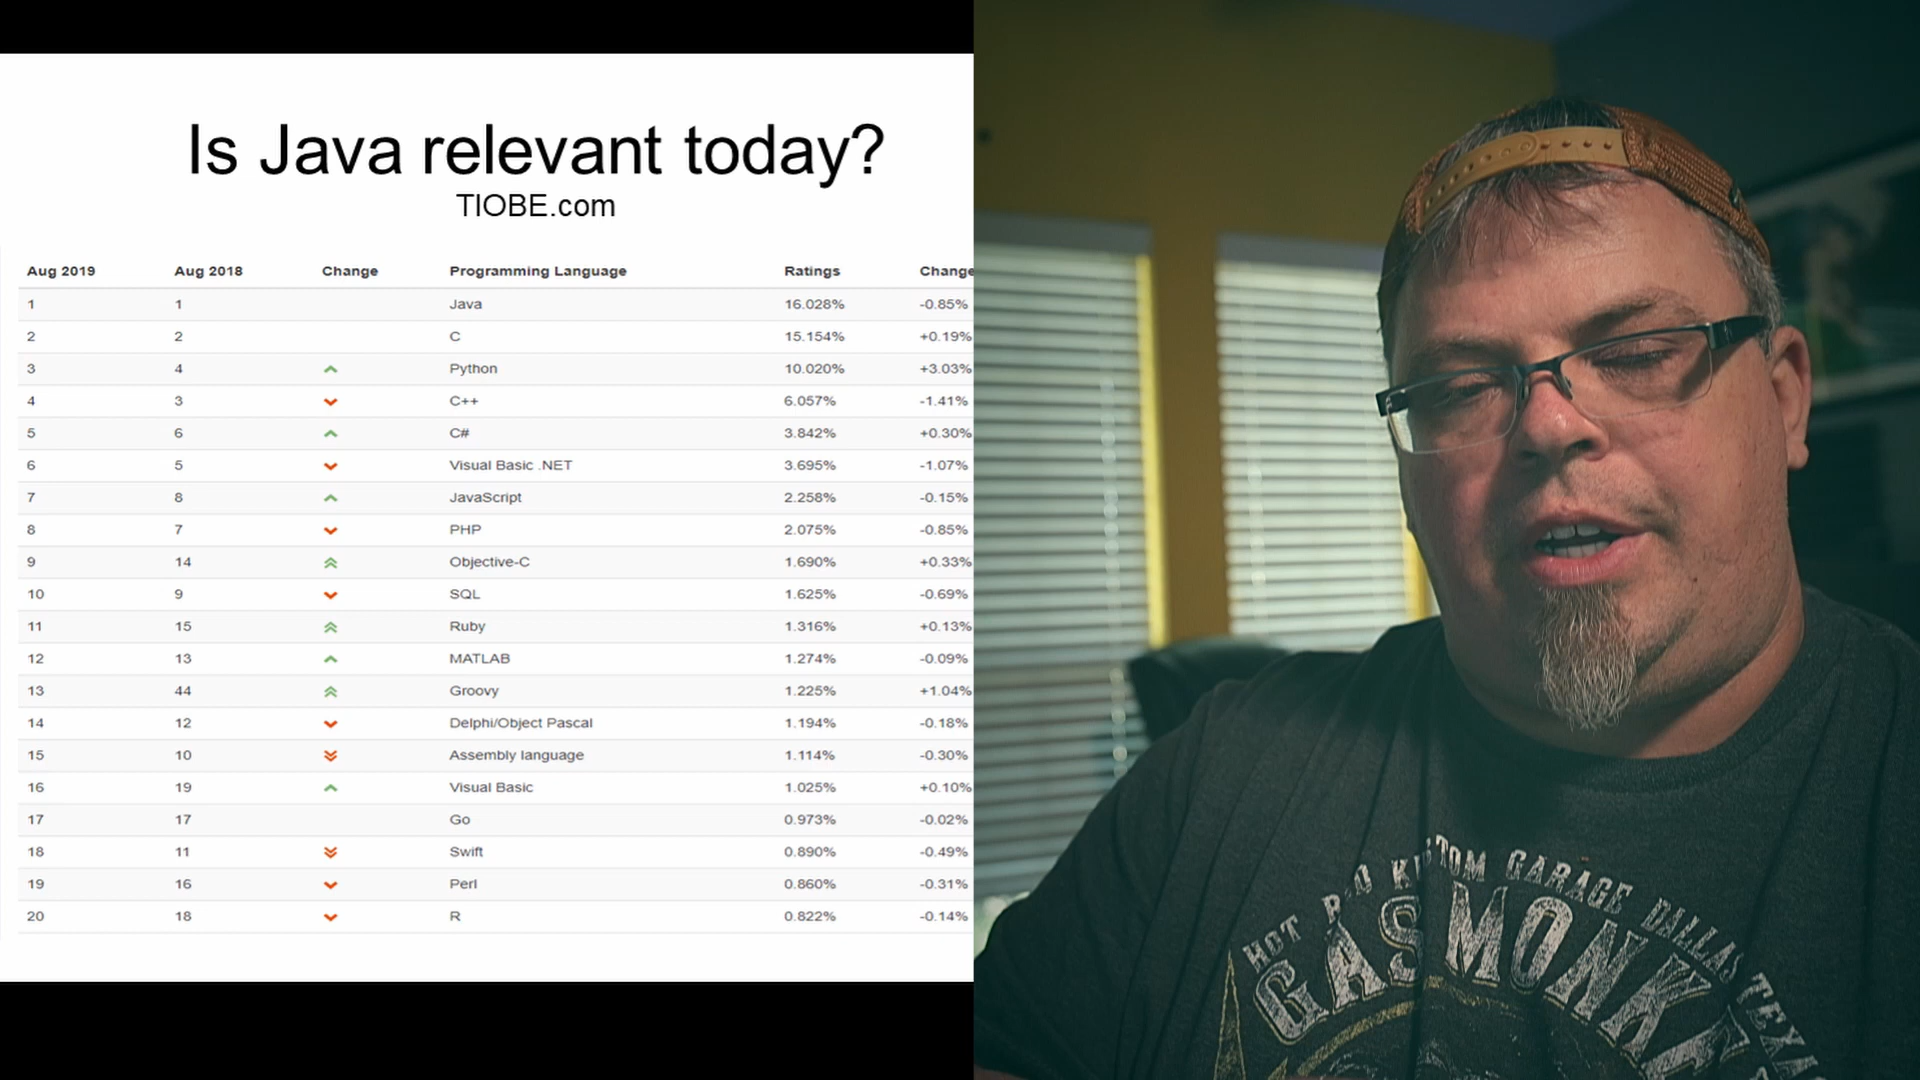 Is Java relevant today?
TIOBE.com
Aug 2019 Aug 2018 Change Programming Language Ratings Change
1 1 Java 16.028% -0.85%
2 2 C 15.154% +0.19%
3 4 Python 10.020% +3.03%
4 3 C++ 6.057% -1.41%
5 6 C# 3.842% +0.30%
6 5 Visual Basic .NET 3.695% -1.07%
7 8 JavaScript 2.258% -0.15%
8 7 PHP 2.075% -0.85%
9 14 Objective-C 1.690% +0.33%
10 9 SQL 1.625% -0.69%
11 15 Ruby 1.316% +0.13%
12 13 MATLAB 1.274% -0.09%
13 44 Groovy 1.225% +1.04%
14 12 Delphi/Object Pascal 1.194% -0.18%
15 10 Assembly language 1.114% -0.30%
16 19 Visual Basic 1.025% +0.10%
17 17 Go 0.973% -0.02%
18 11 Swift 0.890% -0.49%
19 16 Perl 0.860% -0.31%
20 18 R 0.822% -0.14%
HOT ROD KUSTOM GARAGE DALLAS TEXAS
GAS MONKE